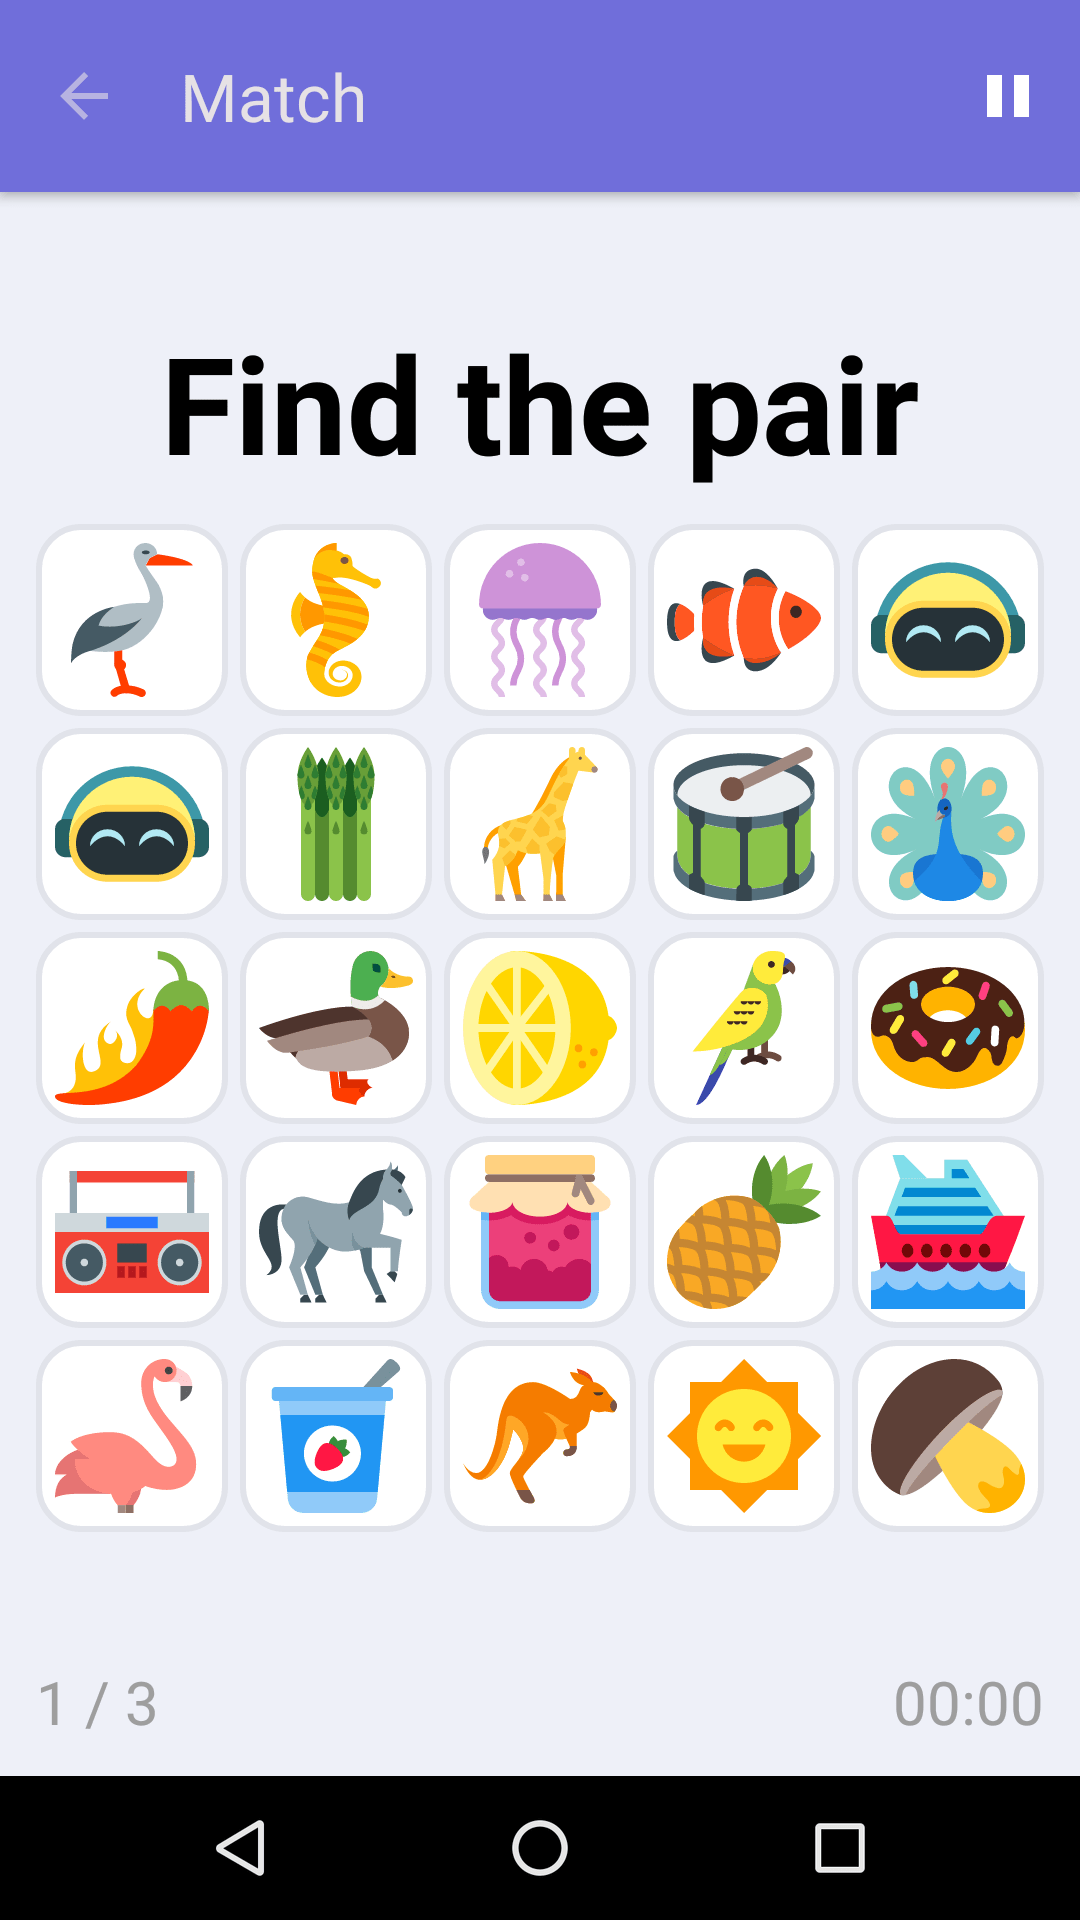 Match
Find the pair
1 / 3
00:00